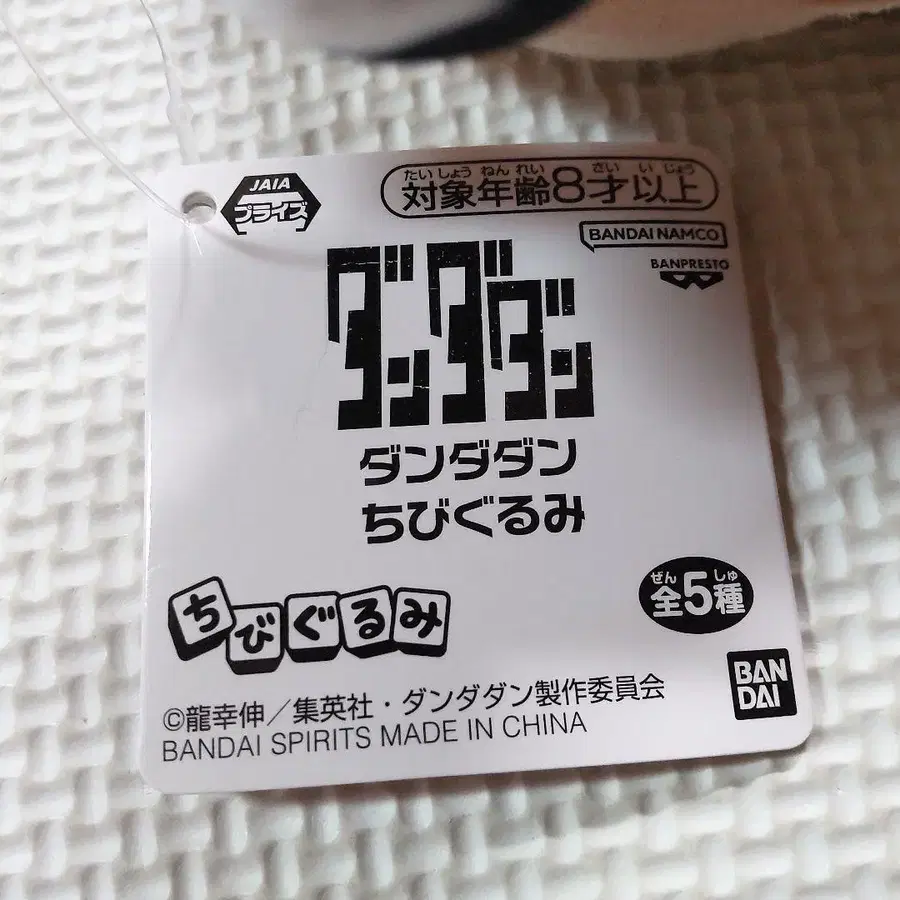 JAIA
プライズ
たいしょうねんれい さいいじょう
対象年齢8才以上
BANDAI NAMCO
BANPRESTO
ダンダダン
ダンダダン
ちびぐるみ
ちびぐるみ
ぜん しゅ
全5種
BAN
DAI
©龍幸伸/集英社・ダンダダン製作委員会
BANDAI SPIRITS MADE IN CHINA